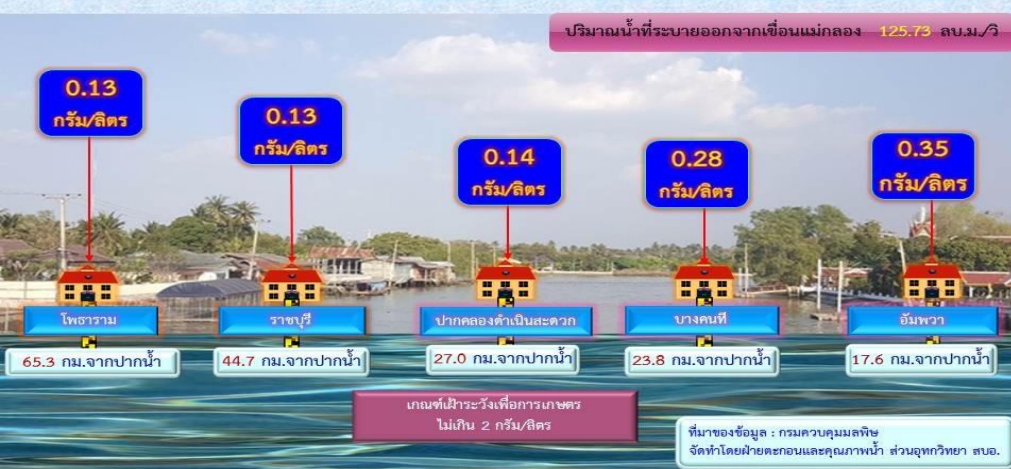 ปริมาณน้ำที่ระบายออกจากเขื่อนแม่กลอง 125.73 ลบ.ม./วิ
0.13
กรัม/ลิตร
0.13
กรัม/ลิตร
0.14
กรัม/ลิตร
0.28
กรัม/ลิตร
0.35
กรัม/ลิตร
โพธาราม
ราชบุรี
ปากคลองดำเนินสะดวก
บางคนที
อัมพวา
65.3 กม.จากปากน้ำ
44.7 กม.จากปากน้ำ
27.0 กม.จากปากน้ำ
23.8 กม.จากปากน้ำ
17.6 กม.จากปากน้ำ
เกณฑ์เฝ้าระวังเพื่อการเกษตร
ไม่เกิน 2 กรัม/ลิตร
ที่มาของข้อมูล : กรมควบคุมมลพิษ
จัดทำโดยฝ่ายตะกอนและคุณภาพน้ำ ส่วนอุทกวิทยา สบอ.